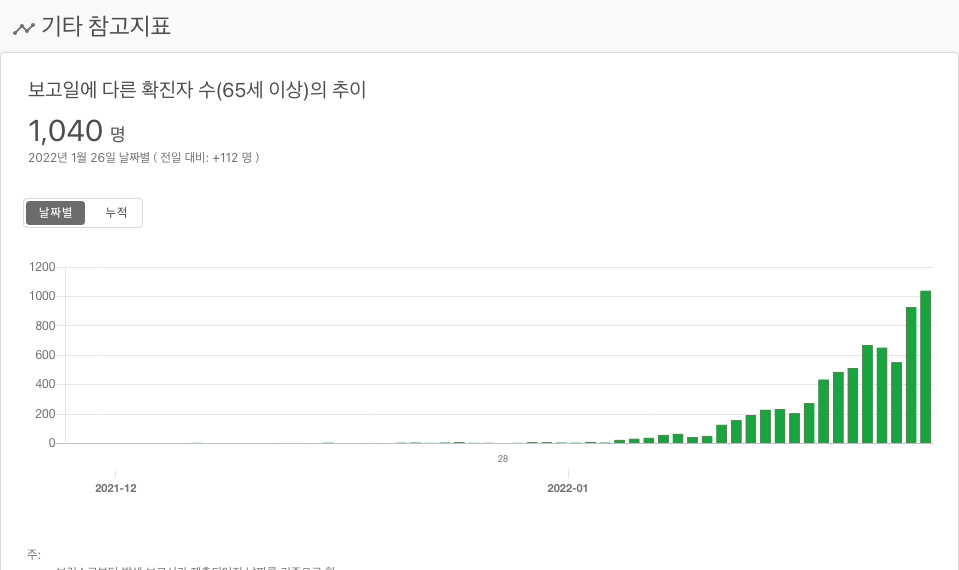 기타 참고지표
보고일에 다른 확진자 수(65세 이상)의 추이
1,040 명
2022년 1월 26일 날짜별 ( 전일 대비: +112 명 )
날짜별 누적
1200
1000
800
600
400
200
0
28
2021-12 2022-01
주: